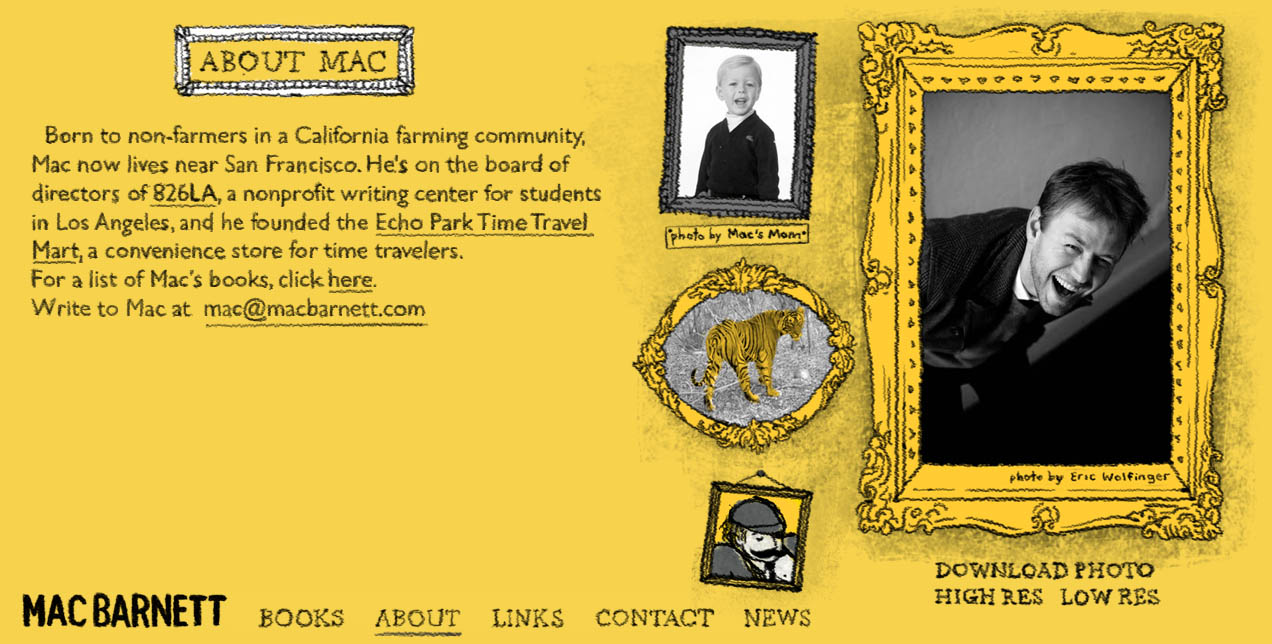 ABOUT MAC
Born to non-farmers in a California farming community,
Mac now lives near San Francisco. He's on the board of
directors of 826LA, a nonprofit writing center for students
in Los Angeles, and he founded the Echo Park Time Travel
Mart, a convenience store for time travelers.
For a list of Mac's books, click here.
Write to Mac at mac@macbarnett.com
"photo by Mac's Mom"
photo by Eric Wolfinger
DOWNLOAD PHOTO
HIGH RES LOW RES
MAC BARNETT BOOKS ABOUT LINKS CONTACT NEWS